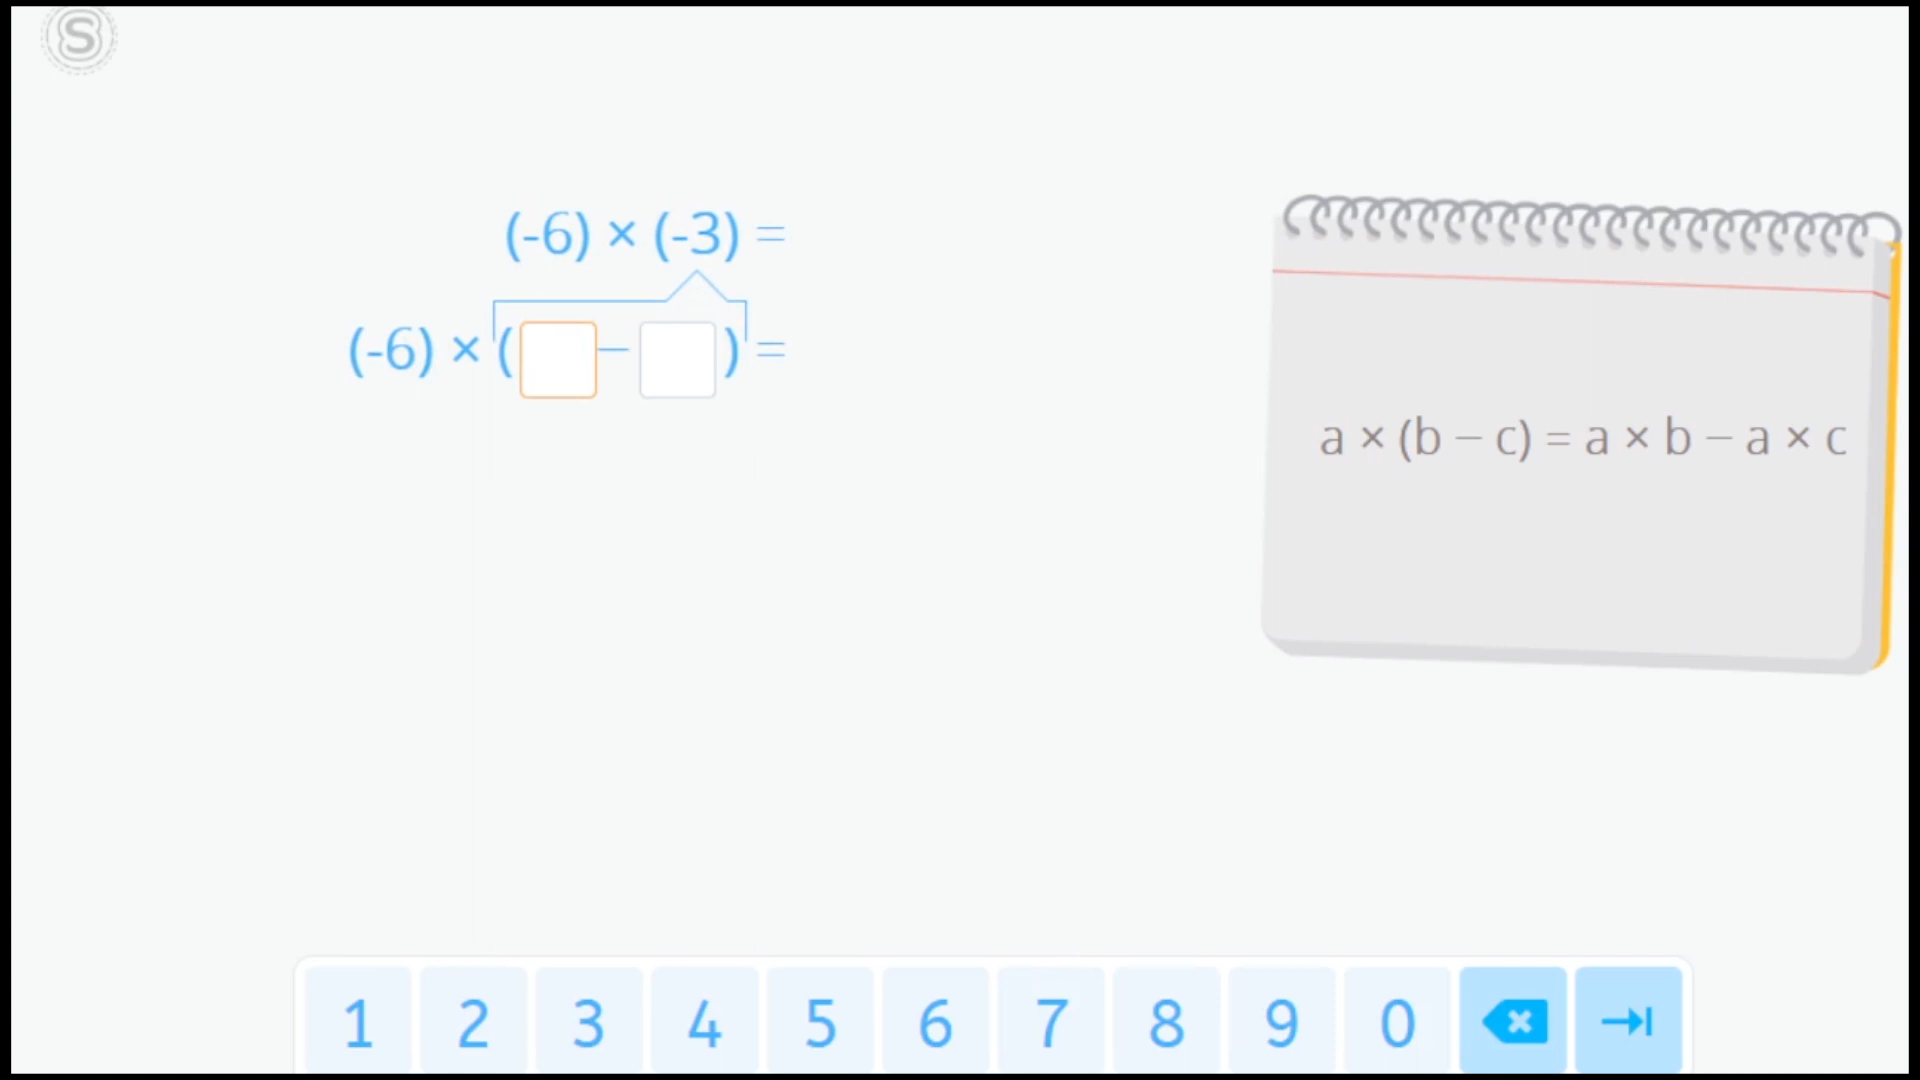 S
(-6) × (-3) =
(-6) × ( – ) =
a × (b – c) = a × b – a × c
1 2 3 4 5 6 7 8 9 0